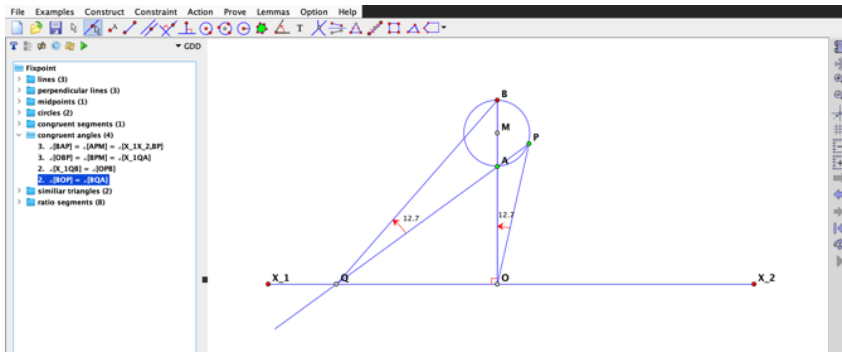 File Examples Construct Constraint Action Prove Lemmas Option Help
T
GDD
Fixpoint
lines (3)
perpendicular lines (3)
midpoints (1)
circles (2)
congruent segments (1)
congruent angles (4)
3. ∠[BAP] = ∠[APM] = ∠[X_1X_2,BP]
3. ∠[OBP] = ∠[BPM] = ∠[X_1QA]
2. ∠[X_1QB] = ∠[OPB]
2. ∠[BOP] = ∠[BQA]
similiar triangles (2)
ratio segments (8)
B
M
P
A
12.7
12.7
X_1
Q
O
X_2